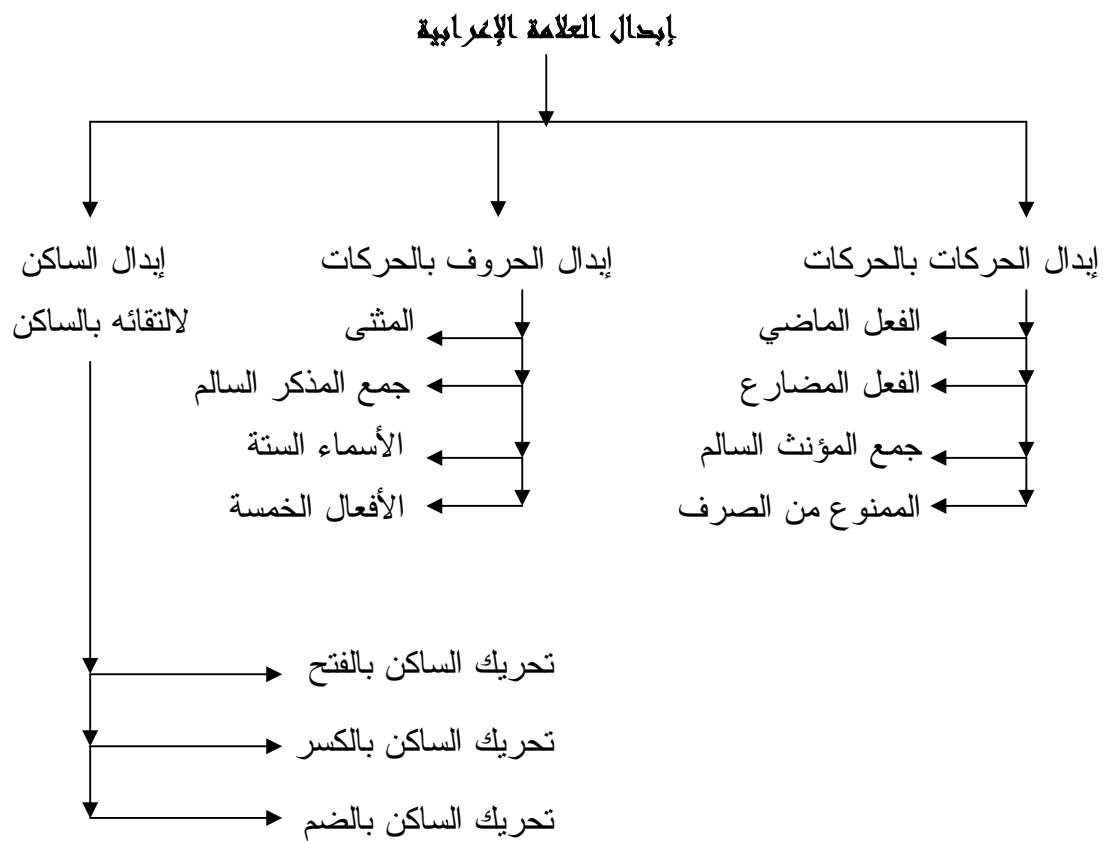 إبدال العلامة الإعرابية
إبدال الحركات بالحركات
الفعل الماضي
الفعل المضارع
جمع المؤنث السالم
الممنوع من الصرف
إبدال الحروف بالحركات
المثنى
جمع المذكر السالم
الأسماء الستة
الأفعال الخمسة
إبدال الساكن
لالتقائه بالساكن
تحريك الساكن بالفتح
تحريك الساكن بالكسر
تحريك الساكن بالضم